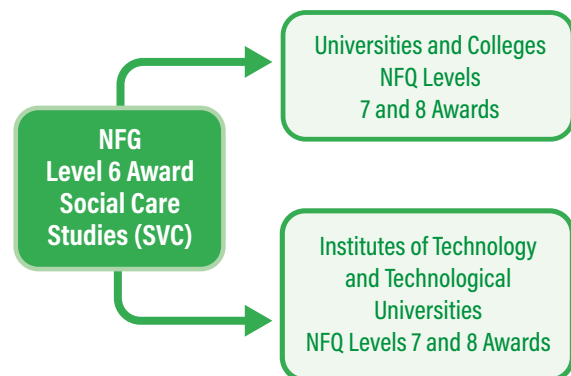 Universities and Colleges
NFQ Levels
7 and 8 Awards
NFG
Level 6 Award
Social Care
Studies (SVC)
Institutes of Technology
and Technological
Universities
NFQ Levels 7 and 8 Awards